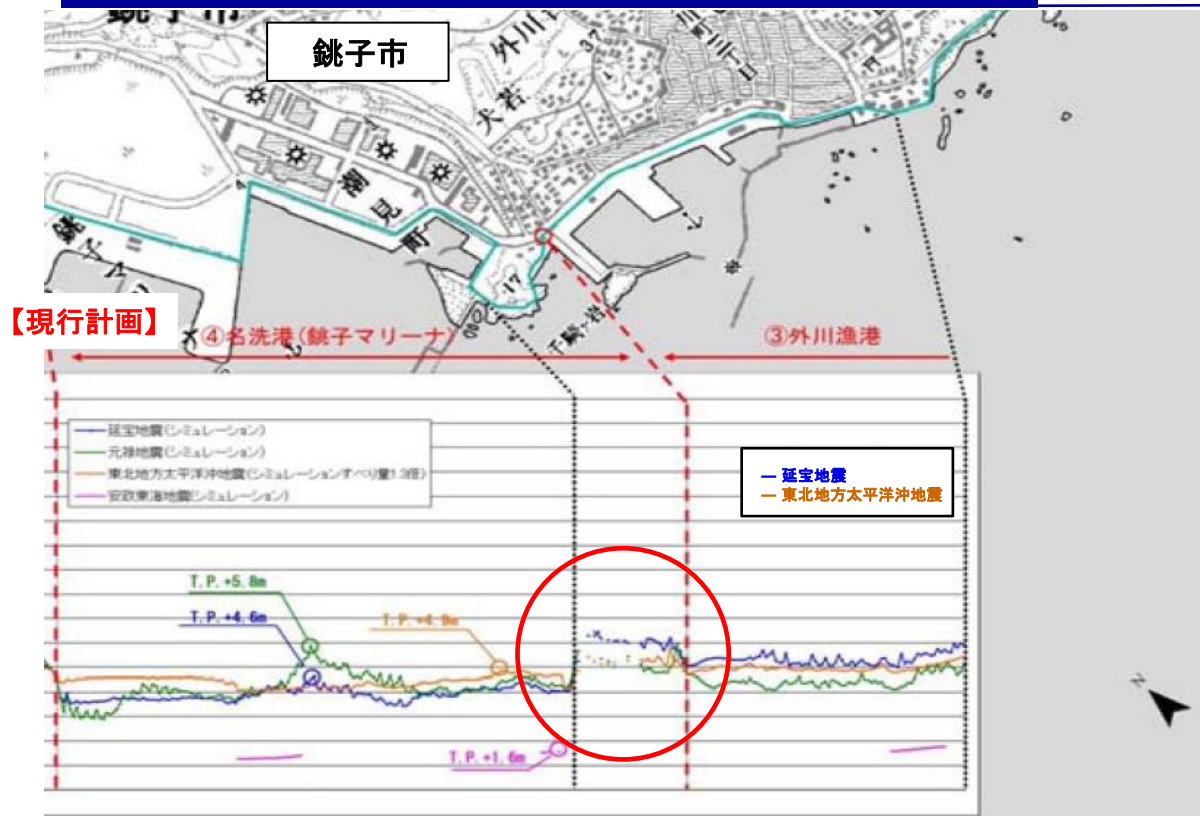 銚子市
銚子市
外川
37
犬若
潮見町
17
千騎ヶ岩
【現行計画】
④名洗港(銚子マリーナ)
③外川漁港
延宝地震(シミュレーション)
元禄地震(シミュレーション)
東北地方太平洋沖地震(シミュレーションすべり量1.3倍)
安政東海地震(シミュレーション)
延宝地震
東北地方太平洋沖地震
T.P.+5.8m
T.P.+4.6m
T.P.+4.9m
T.P.+1.6m
N